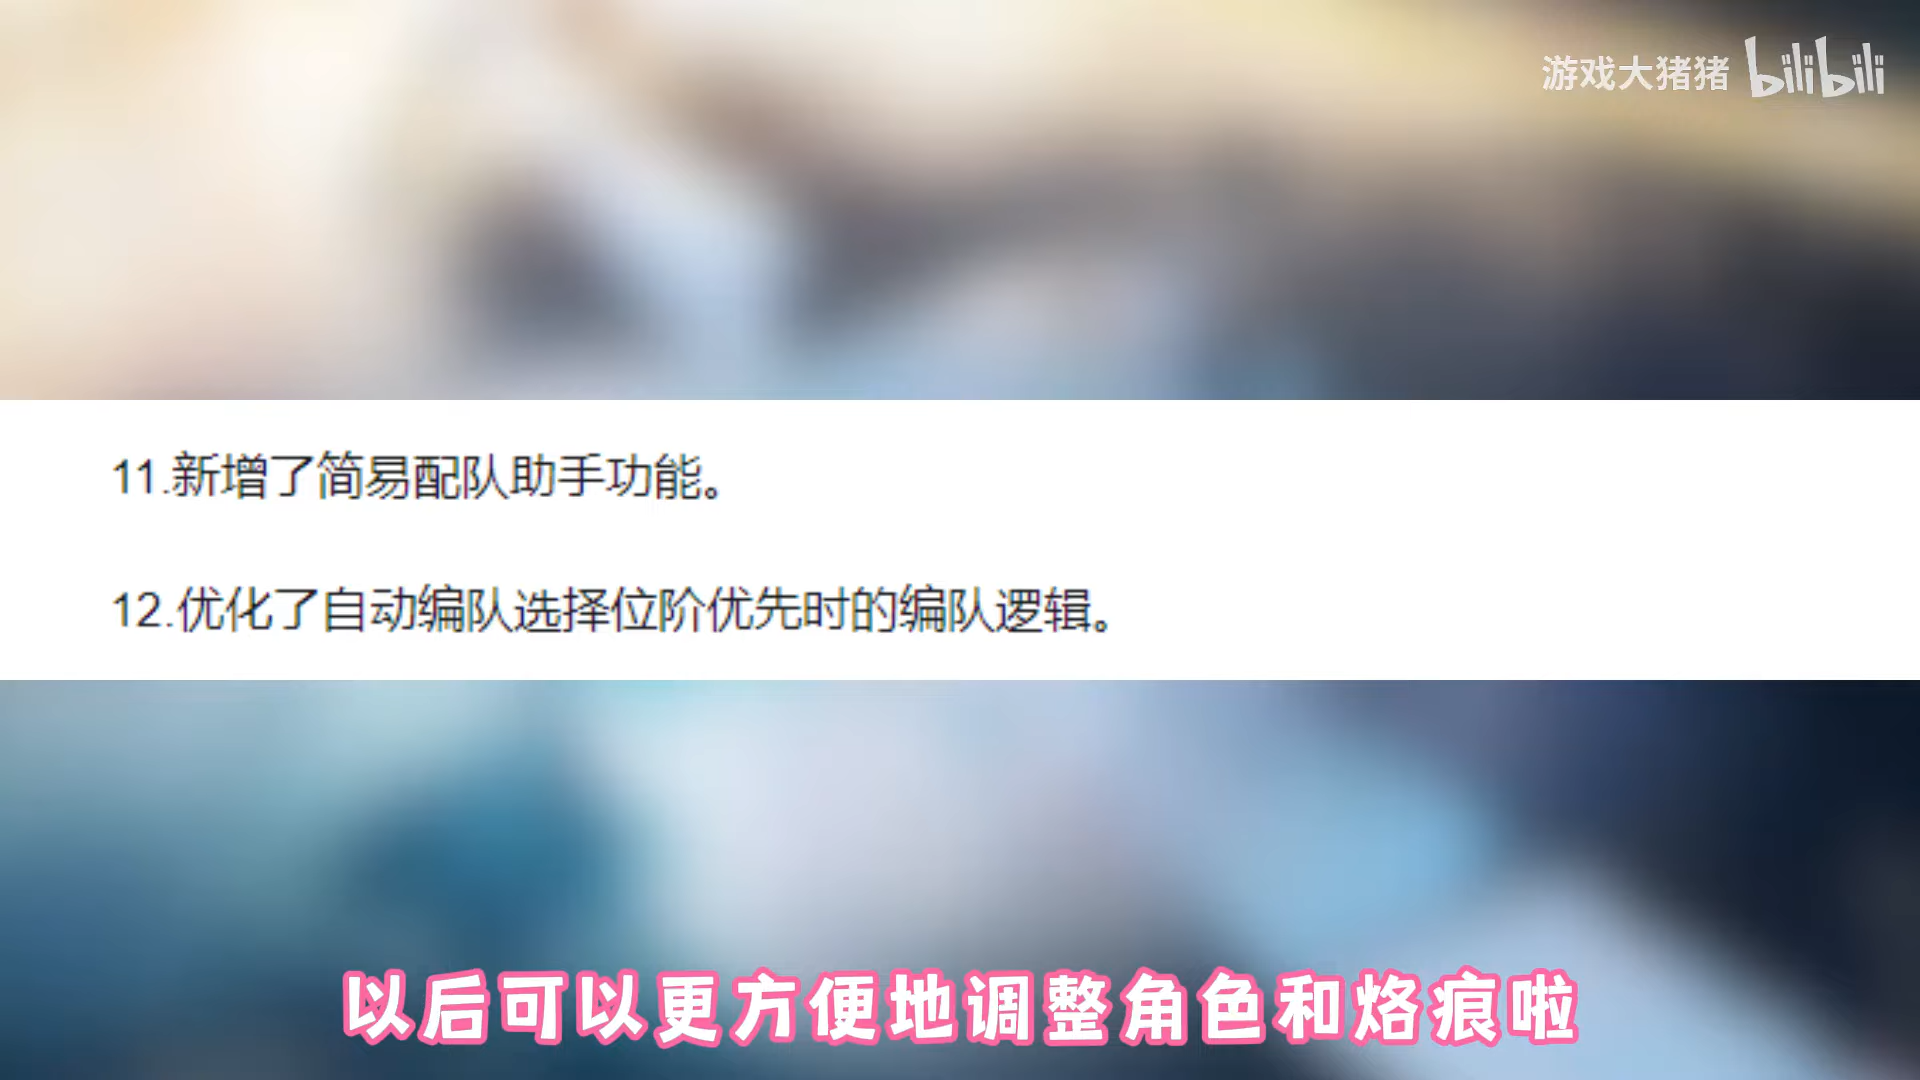 游戏大猪猪 bilibili
11.新增了简易配队助手功能。
12.优化了自动编队选择位阶优先时的编队逻辑。
以后可以更方便地调整角色和烙痕啦